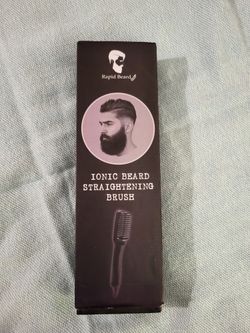 Rapid Beard
IONIC BEARD
STRAIGHTENING
BRUSH